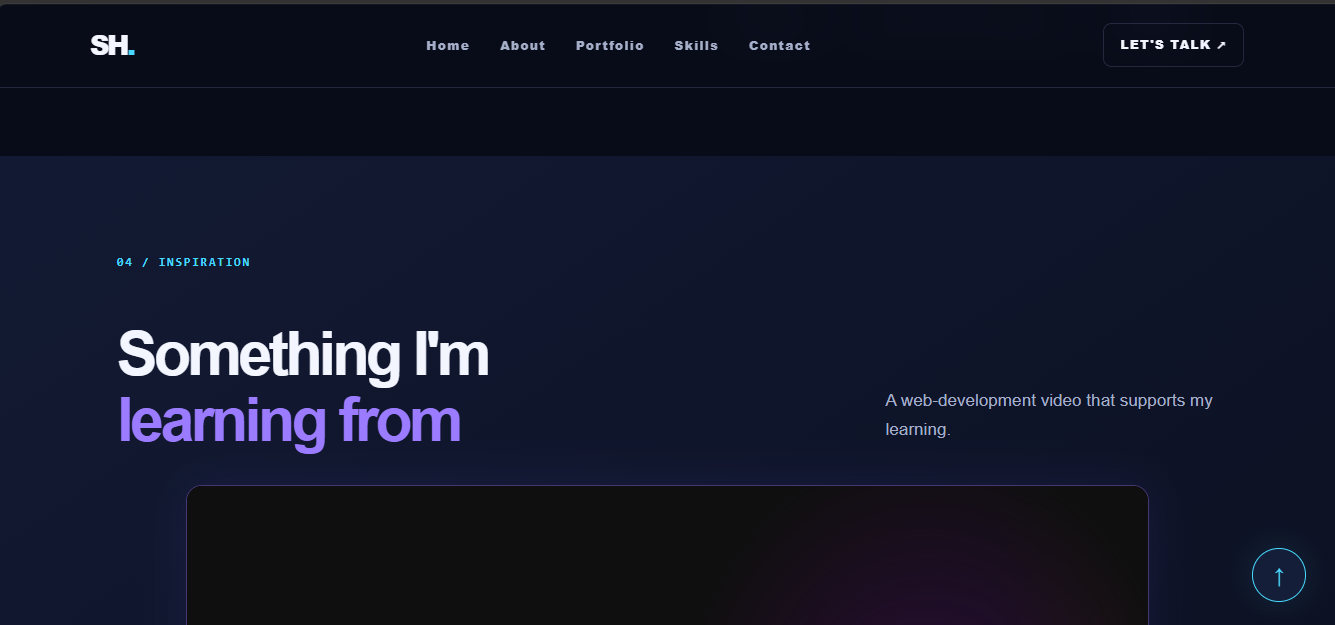 SH.
Home About Portfolio Skills Contact
LET'S TALK ↗
04 / INSPIRATION
Something I'm
learning from
A web-development video that supports my
learning.
↑